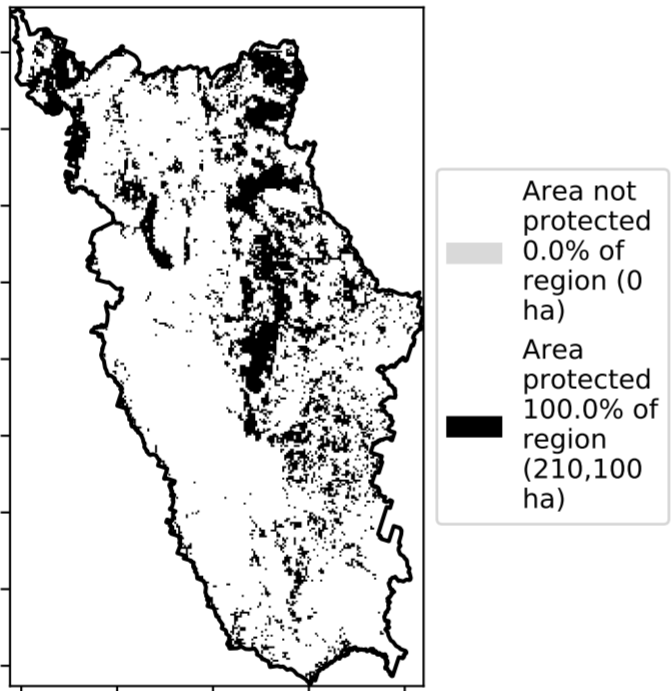 Area not
protected
0.0% of
region (0
ha)
Area
protected
100.0% of
region
(210,100
ha)